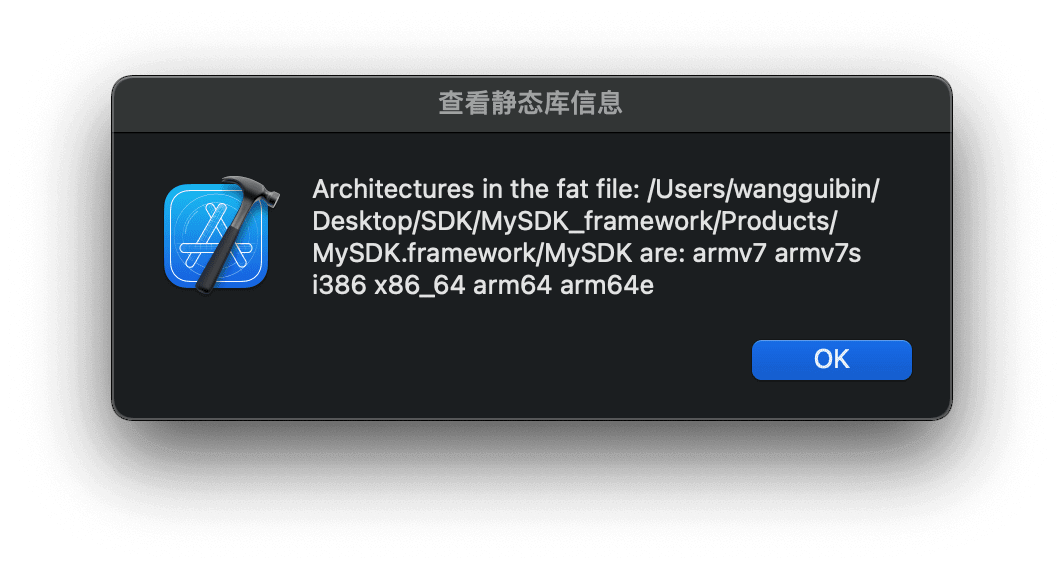 查看静态库信息
Architectures in the fat file: /Users/wangguibin/
Desktop/SDK/MySDK_framework/Products/
MySDK.framework/MySDK are: armv7 armv7s
i386 x86_64 arm64 arm64e
OK